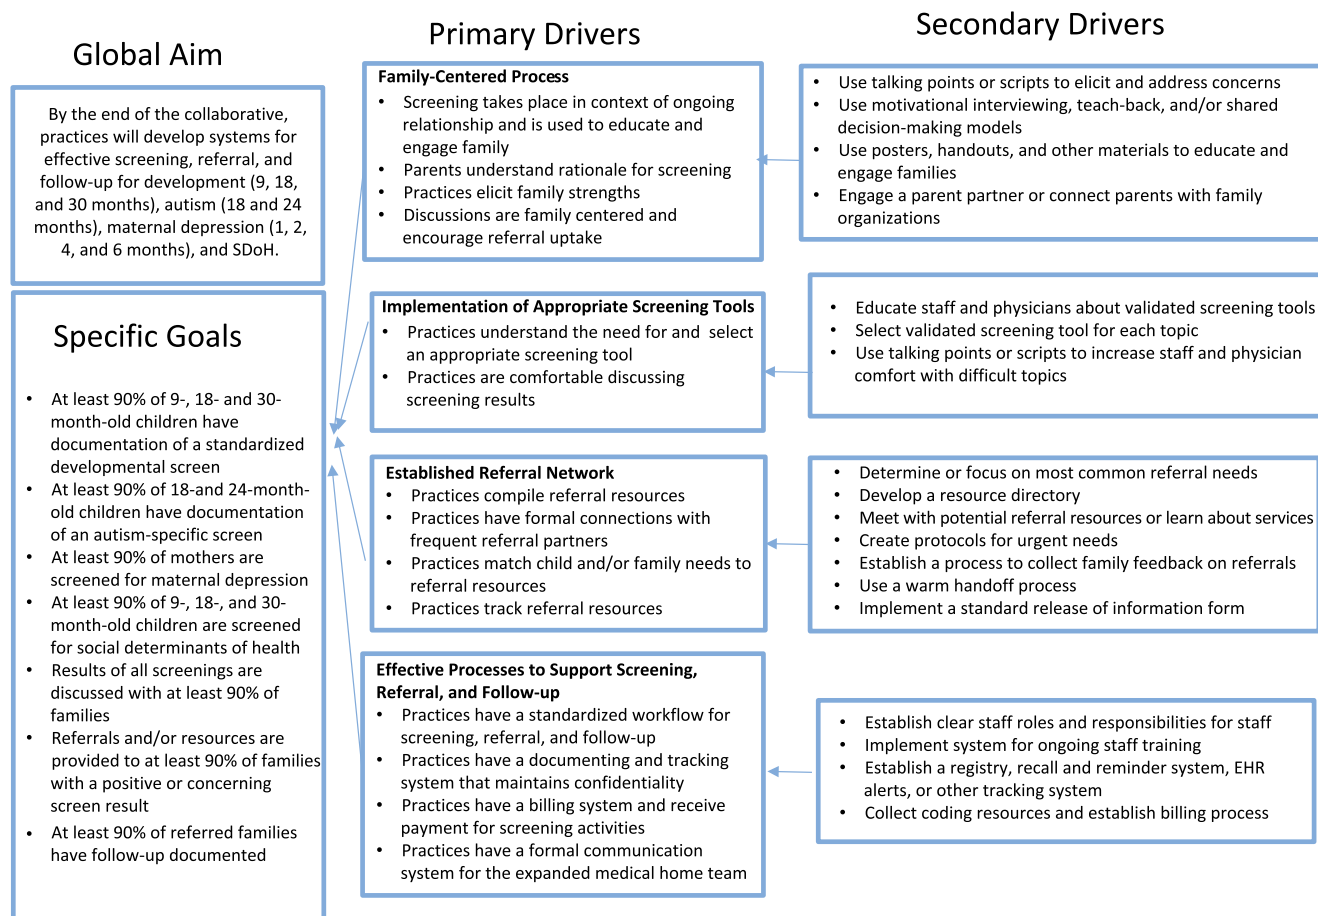 Global Aim
By the end of the collaborative,
practices will develop systems for
effective screening, referral, and
follow-up for development (9, 18,
and 30 months), autism (18 and 24
months), maternal depression (1, 2,
4, and 6 months), and SDoH.
Specific Goals
• At least 90% of 9-, 18- and 30-
month-old children have
documentation of a standardized
developmental screen
• At least 90% of 18-and 24-month-
old children have documentation
of an autism-specific screen
• At least 90% of mothers are
screened for maternal depression
• At least 90% of 9-, 18-, and 30-
month-old children are screened
for social determinants of health
• Results of all screenings are
discussed with at least 90% of
families
• Referrals and/or resources are
provided to at least 90% of families
with a positive or concerning
screen result
• At least 90% of referred families
have follow-up documented
Primary Drivers
Family-Centered Process
• Screening takes place in context of ongoing
relationship and is used to educate and
engage family
• Parents understand rationale for screening
• Practices elicit family strengths
• Discussions are family centered and
encourage referral uptake
Implementation of Appropriate Screening Tools
• Practices understand the need for and select
an appropriate screening tool
• Practices are comfortable discussing
screening results
Established Referral Network
• Practices compile referral resources
• Practices have formal connections with
frequent referral partners
• Practices match child and/or family needs to
referral resources
• Practices track referral resources
Effective Processes to Support Screening,
Referral, and Follow-up
• Practices have a standardized workflow for
screening, referral, and follow-up
• Practices have a documenting and tracking
system that maintains confidentiality
• Practices have a billing system and receive
payment for screening activities
• Practices have a formal communication
system for the expanded medical home team
Secondary Drivers
• Use talking points or scripts to elicit and address concerns
• Use motivational interviewing, teach-back, and/or shared
decision-making models
• Use posters, handouts, and other materials to educate and
engage families
• Engage a parent partner or connect parents with family
organizations
• Educate staff and physicians about validated screening tools
• Select validated screening tool for each topic
• Use talking points or scripts to increase staff and physician
comfort with difficult topics
• Determine or focus on most common referral needs
• Develop a resource directory
• Meet with potential referral resources or learn about services
• Create protocols for urgent needs
• Establish a process to collect family feedback on referrals
• Use a warm handoff process
• Implement a standard release of information form
• Establish clear staff roles and responsibilities for staff
• Implement system for ongoing staff training
• Establish a registry, recall and reminder system, EHR
alerts, or other tracking system
• Collect coding resources and establish billing process